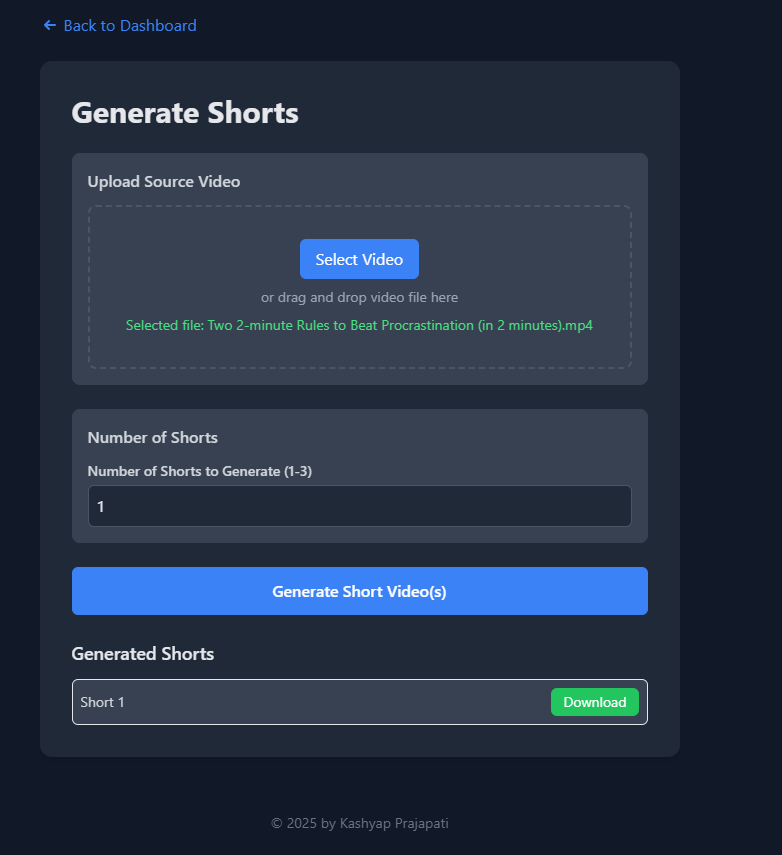 ← Back to Dashboard
Generate Shorts
Upload Source Video
Select Video
or drag and drop video file here
Selected file: Two 2-minute Rules to Beat Procrastination (in 2 minutes).mp4
Number of Shorts
Number of Shorts to Generate (1-3)
1
Generate Short Video(s)
Generated Shorts
Short 1 Download
© 2025 by Kashyap Prajapati